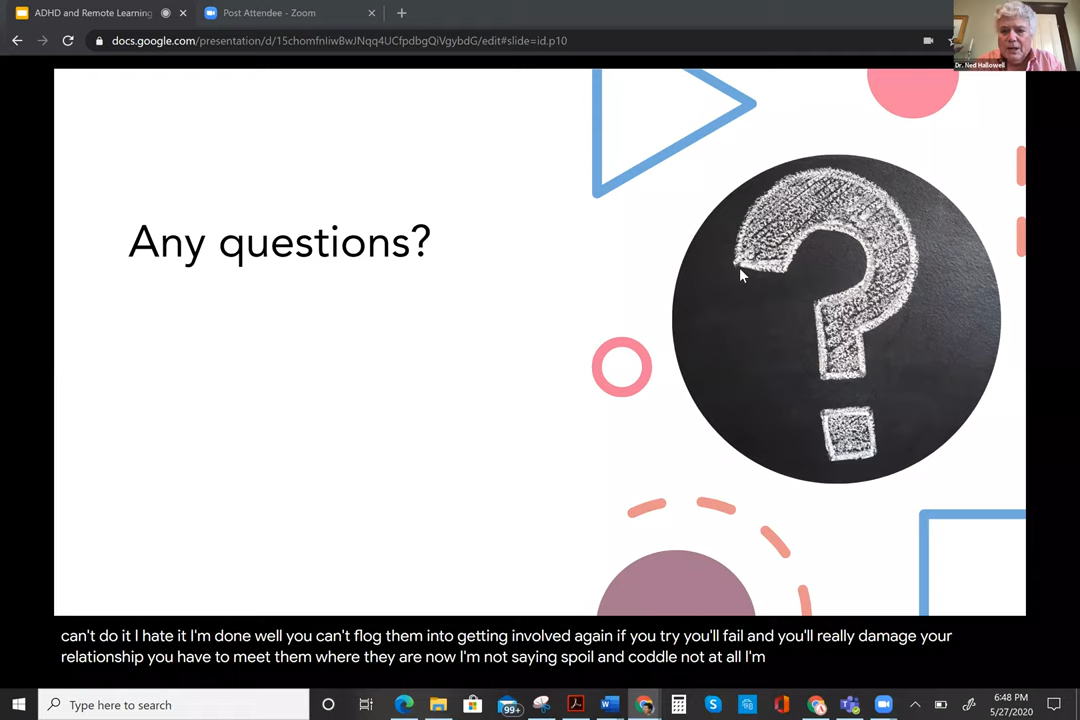 ADHD and Remote Learning
Post Attendee - Zoom
docs.google.com/presentation/d/15chomfnIiwBwJNqq4UCfpdbgQiVgybdG/edit#slide=id.p10
Dr. Ned Hallowell
Any questions?
?
can't do it I hate it I'm done well you can't flog them into getting involved again if you try you'll fail and you'll really damage your
relationship you have to meet them where they are now I'm not saying spoil and coddle not at all I'm
Type here to search
99+
6:48 PM
5/27/2020